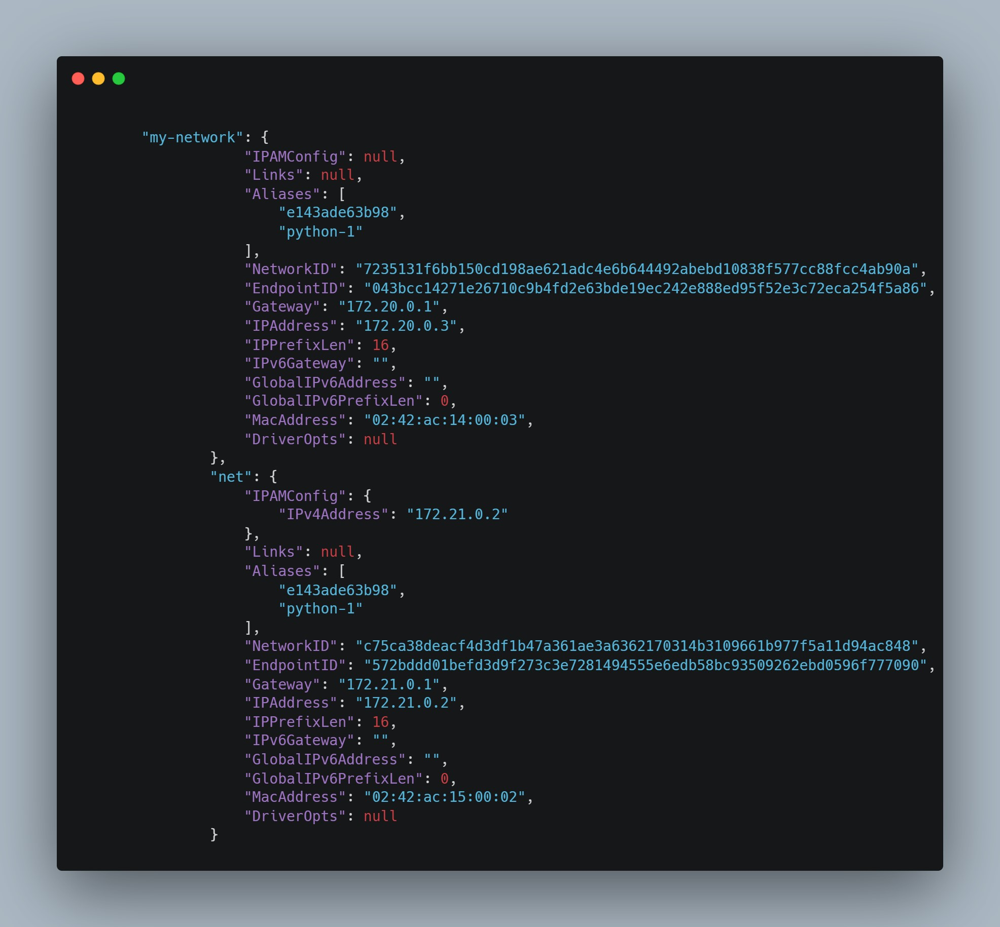 "my-network": {
"IPAMConfig": null,
"Links": null,
"Aliases": [
"e143ade63b98",
"python-1"
],
"NetworkID": "7235131f6bb150cd198ae621adc4e6b644492abebd10838f577cc88fcc4ab90a",
"EndpointID": "043bcc14271e26710c9b4fd2e63bde19ec242e888ed95f52e3c72eca254f5a86",
"Gateway": "172.20.0.1",
"IPAddress": "172.20.0.3",
"IPPrefixLen": 16,
"IPv6Gateway": "",
"GlobalIPv6Address": "",
"GlobalIPv6PrefixLen": 0,
"MacAddress": "02:42:ac:14:00:03",
"DriverOpts": null
},
"net": {
"IPAMConfig": {
"IPv4Address": "172.21.0.2"
},
"Links": null,
"Aliases": [
"e143ade63b98",
"python-1"
],
"NetworkID": "c75ca38deacf4d3df1b47a361ae3a6362170314b3109661b977f5a11d94ac848",
"EndpointID": "572bddd01befd3d9f273c3e7281494555e6edb58bc93509262ebd0596f777090",
"Gateway": "172.21.0.1",
"IPAddress": "172.21.0.2",
"IPPrefixLen": 16,
"IPv6Gateway": "",
"GlobalIPv6Address": "",
"GlobalIPv6PrefixLen": 0,
"MacAddress": "02:42:ac:15:00:02",
"DriverOpts": null
}